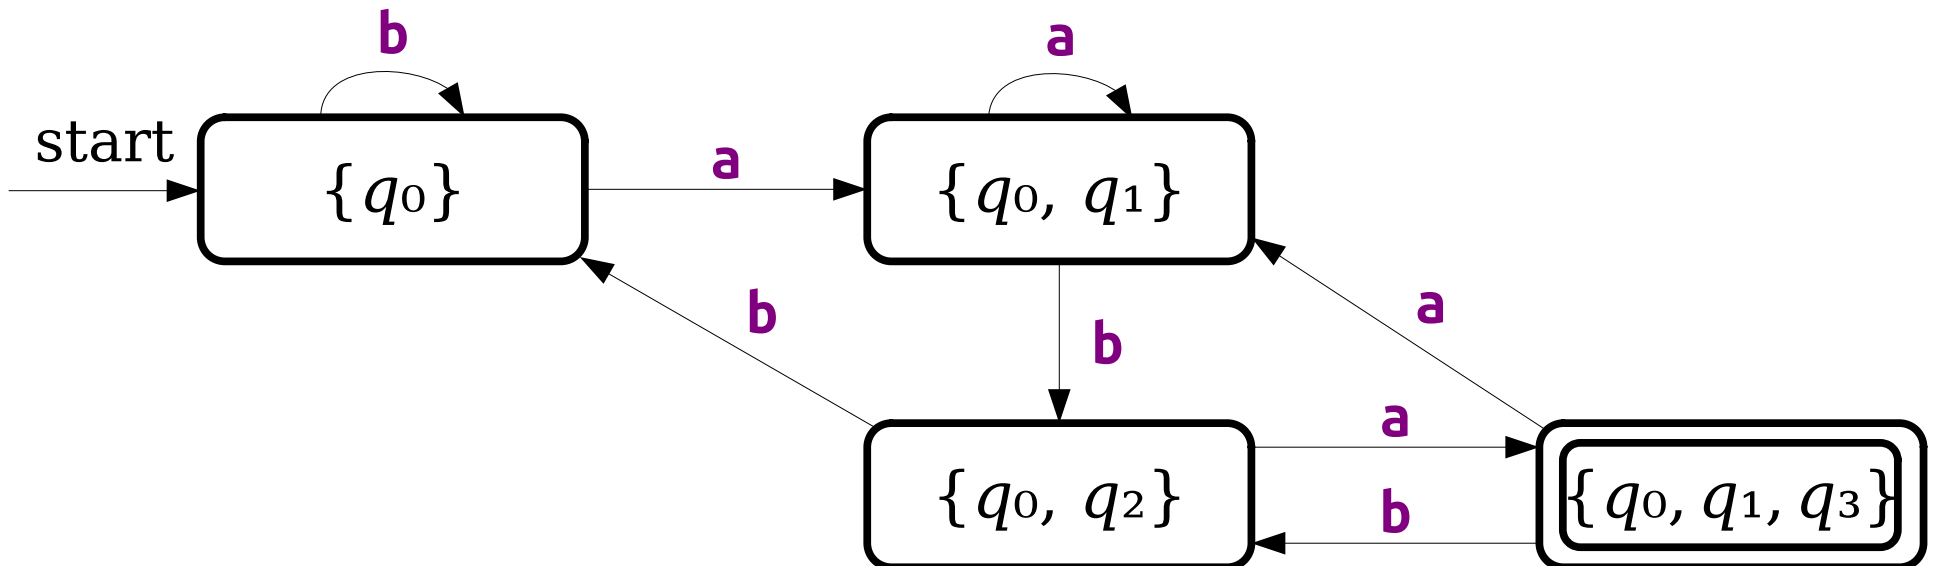 b
a
start
a
{q₀}
{q₀, q₁}
b
a
b
a
{q₀, q₂}
{q₀, q₁, q₃}
b